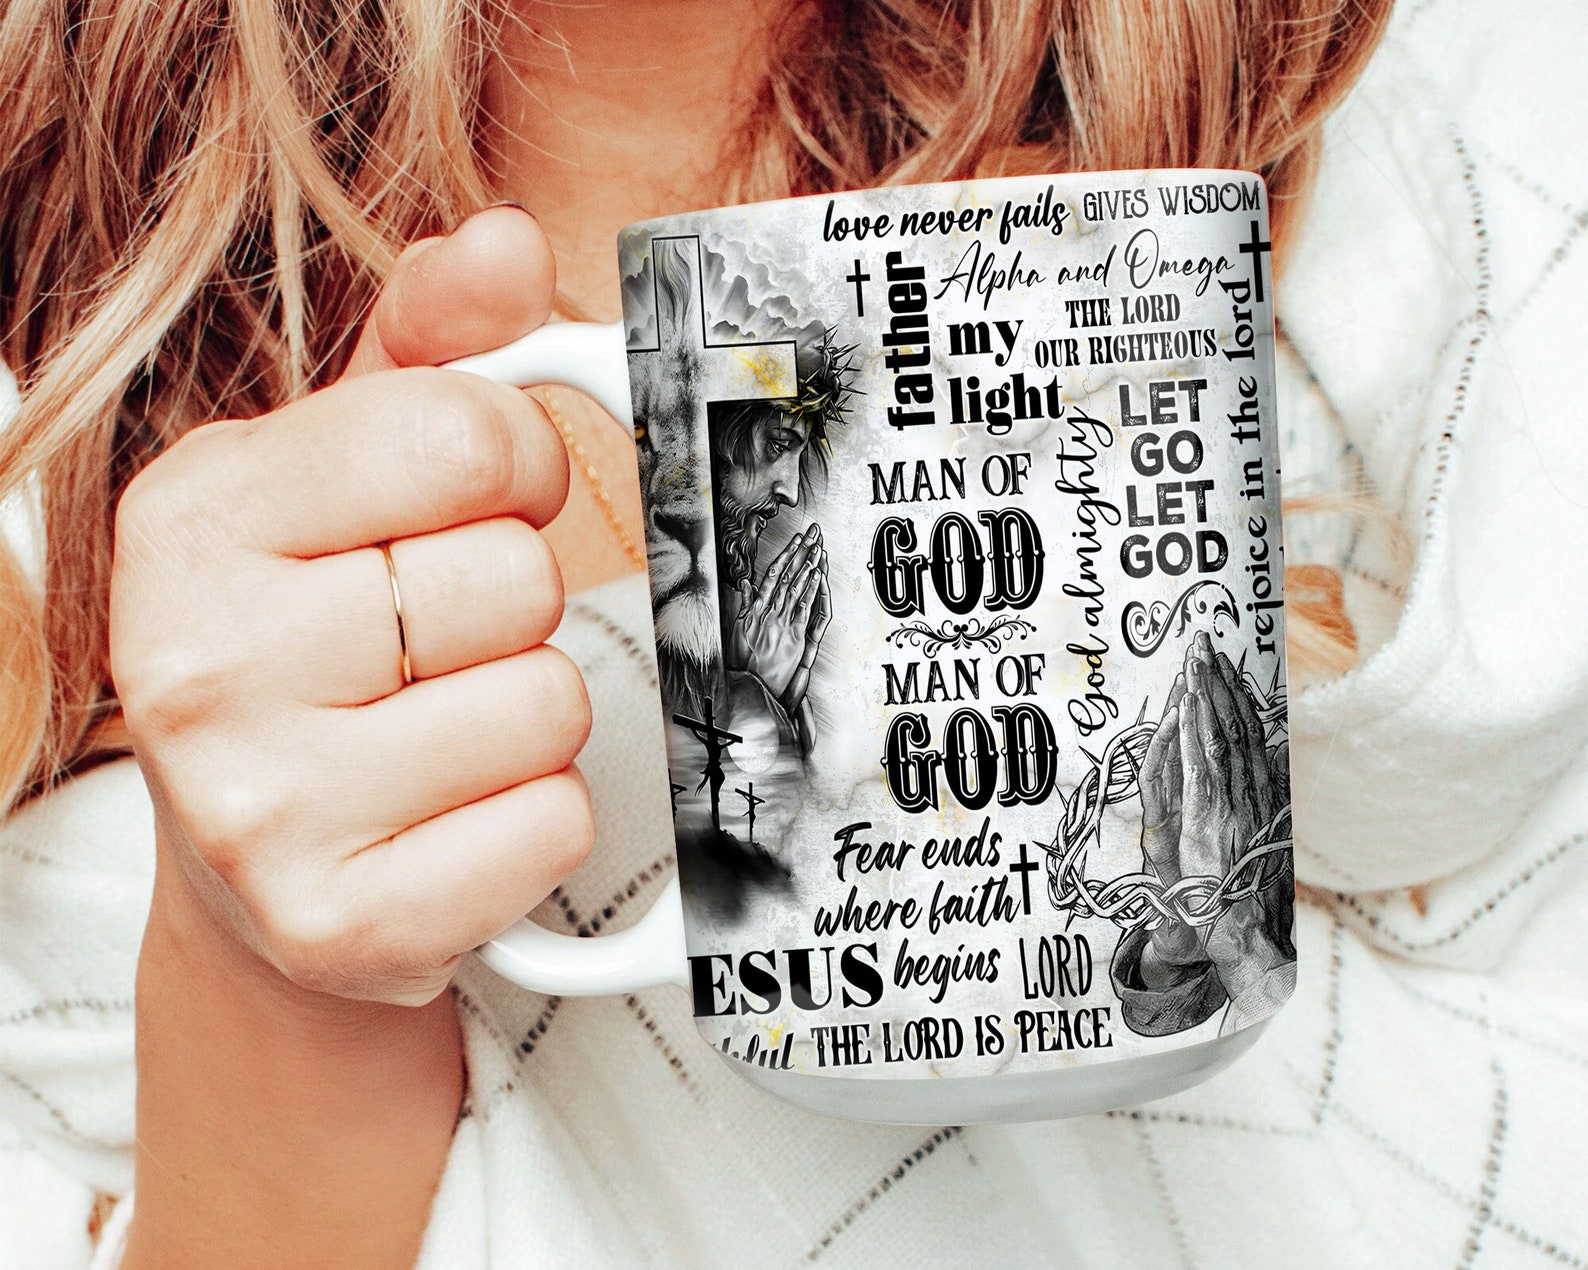 love never fails
GIVES WISDOM
father
Alpha and Omega
my
light
THE LORD
OUR RIGHTEOUS
rejoice in the lord
LET
GO
LET
GOD
God almighty
MAN OF
GOD
MAN OF
GOD
Fear ends
where faith
begins
ESUS
LORD
THE LORD IS PEACE